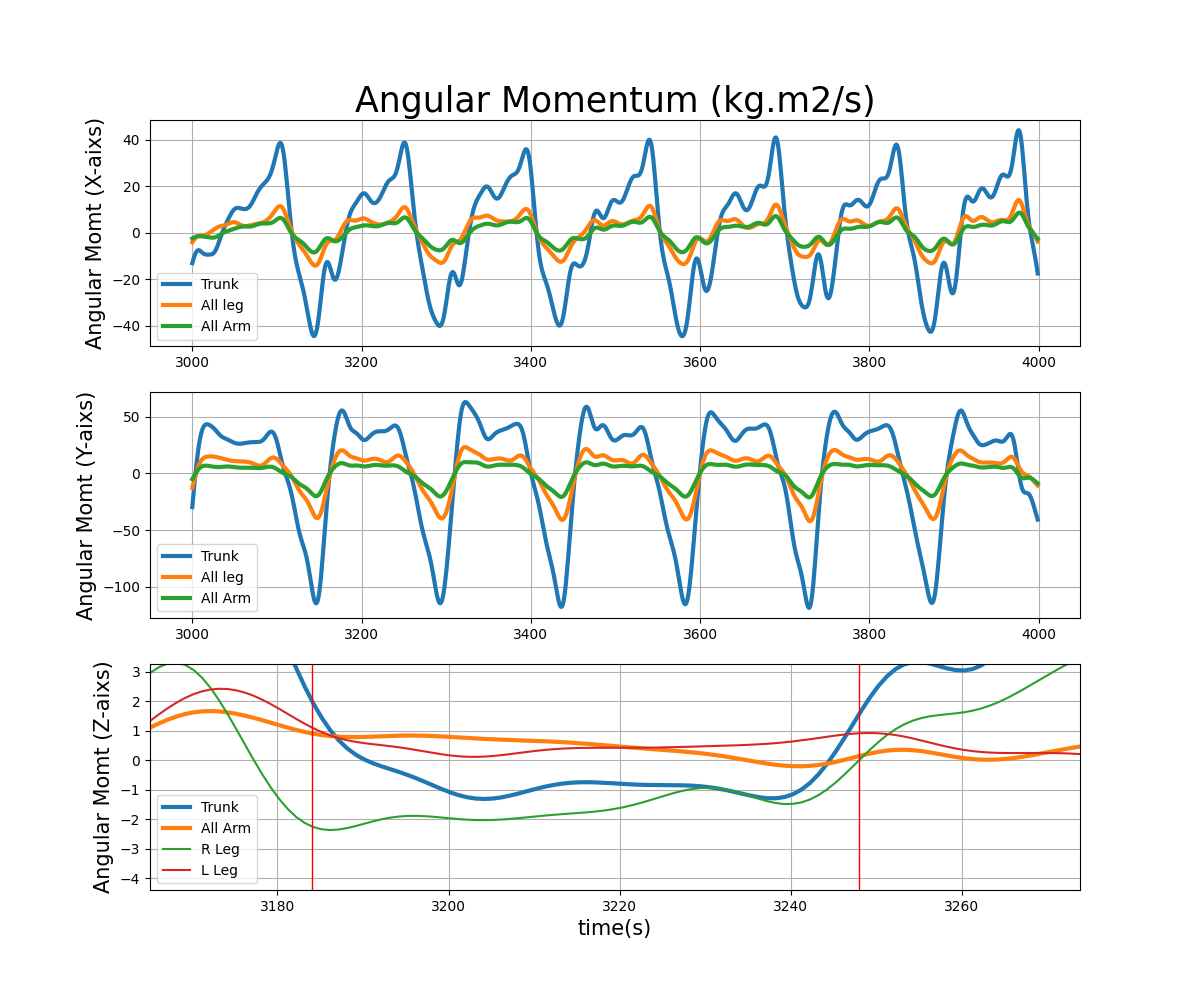 Angular Momentum (kg.m2/s)
Angular Momt (X-aixs)
40
20
0
−20
−40
Trunk
All leg
All Arm
3000 3200 3400 3600 3800 4000
Angular Momt (Y-aixs)
50
0
−50
−100
Trunk
All leg
All Arm
3000 3200 3400 3600 3800 4000
Angular Momt (Z-aixs)
3
2
1
0
−1
−2
−3
−4
Trunk
All Arm
R Leg
L Leg
3180 3200 3220 3240 3260
time(s)